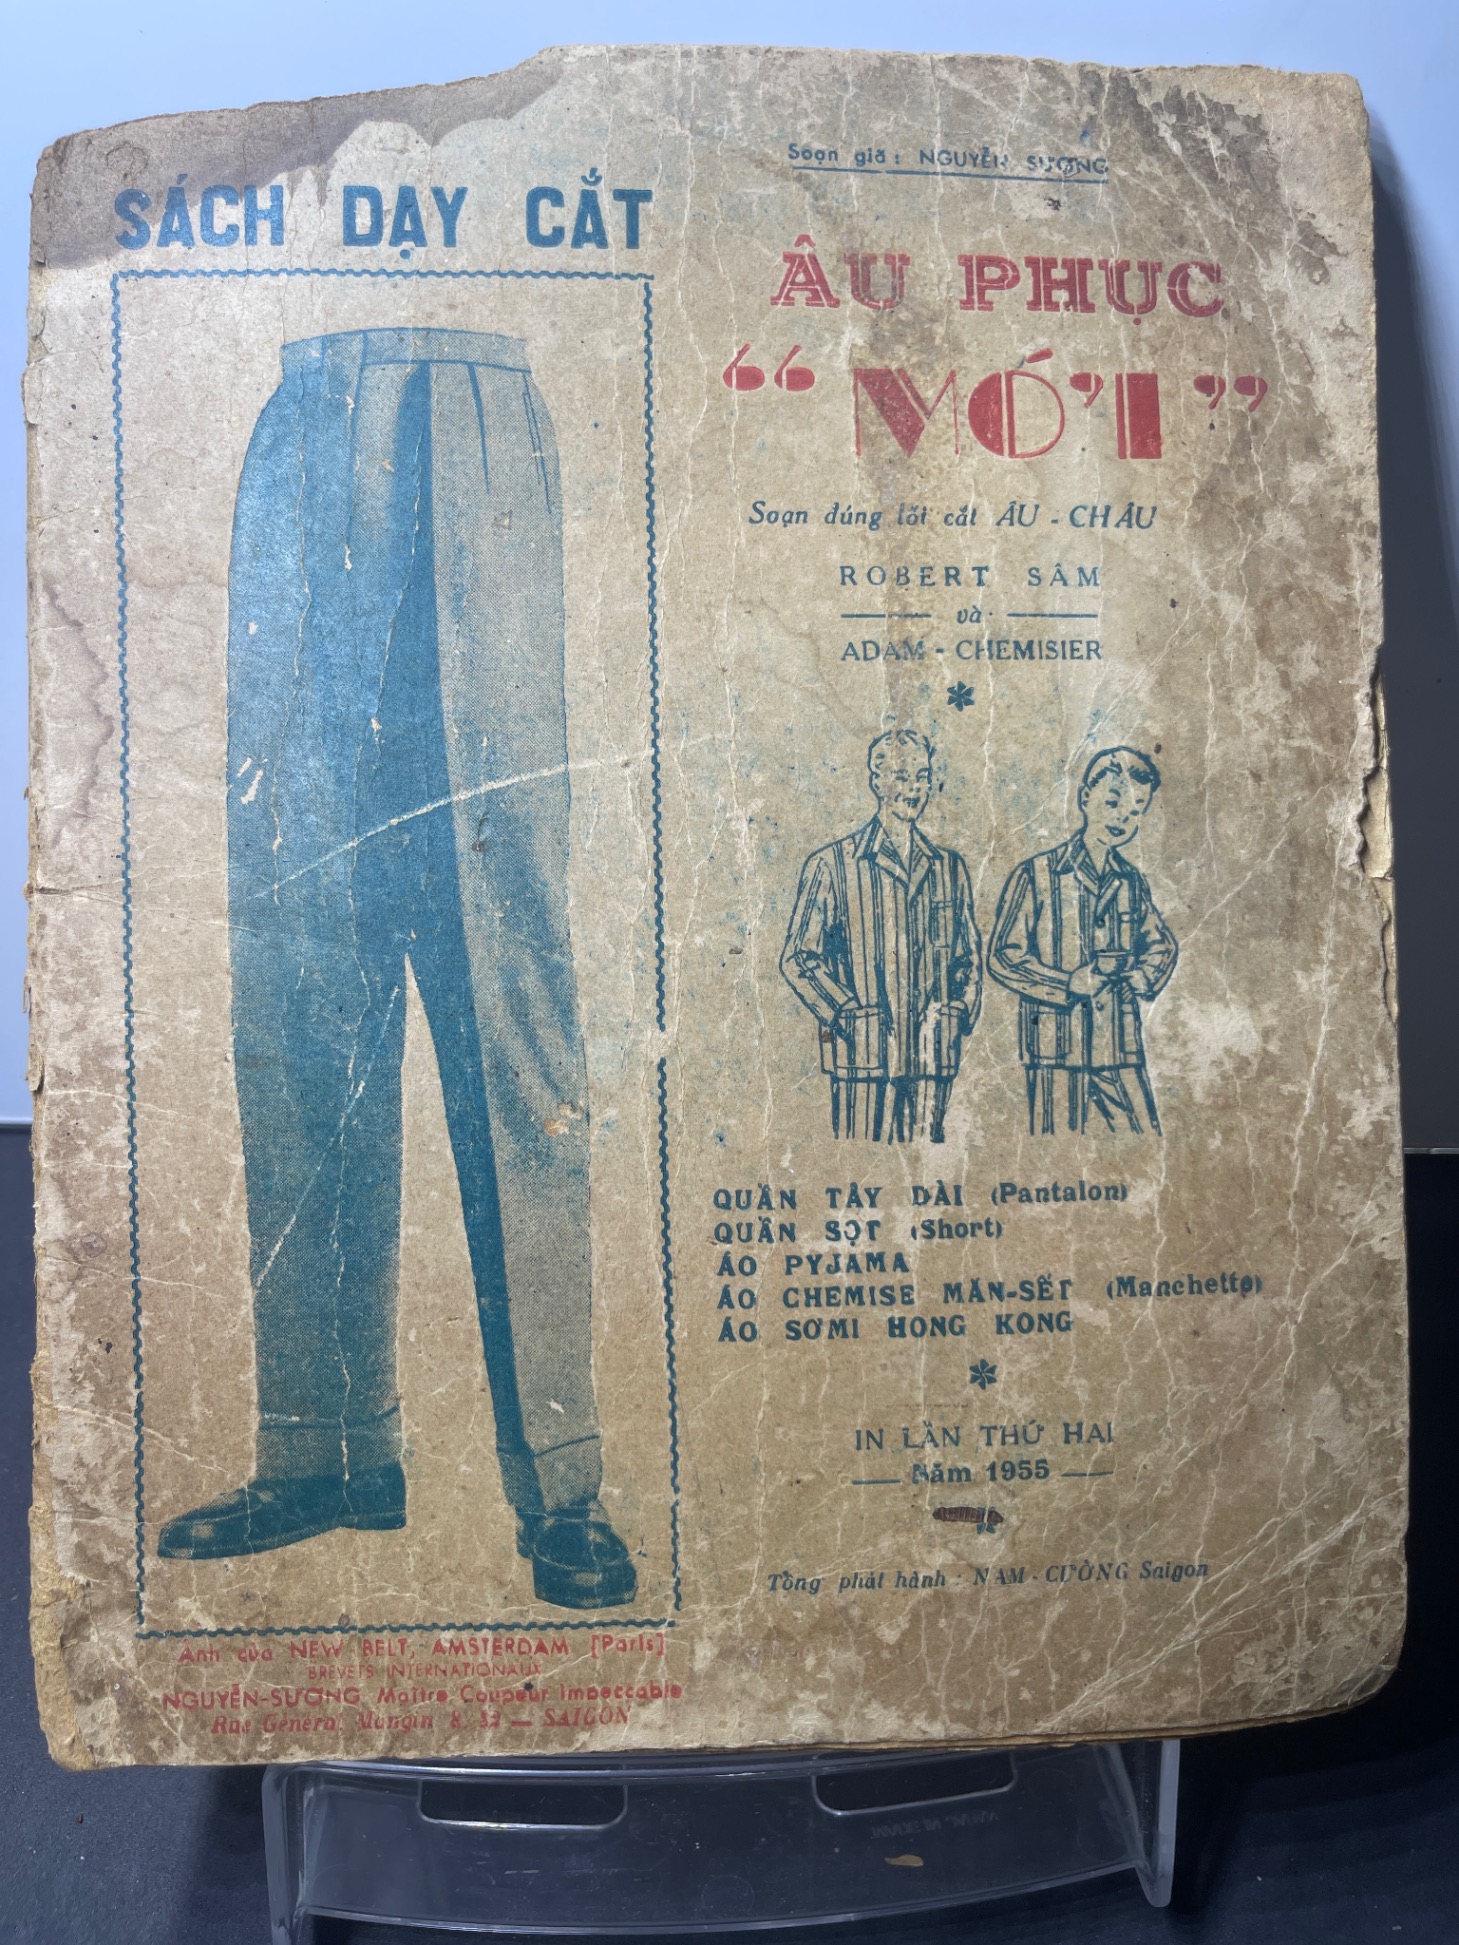 SÁCH DẠY CẮT
Soạn giả : NGUYỄN SƯƠNG
ÂU PHỤC
“ MỚI ”
Soạn đúng lối cắt ÂU - CHÂU
ROBERT SÂM
và
ADAM - CHEMISIER
QUẦN TÂY DÀI (Pantalon)
QUẦN SỌT (Short)
ÁO PYJAMA
ÁO CHEMISE MĂN-SẾT (Manchette)
ÁO SƠMI HONG KONG
IN LẦN THỨ HAI
Năm 1955
Tổng phát hành : NAM - CƯỜNG Saigon
Ảnh của NEW BELT, AMSTERDAM [Paris]
BREVETS INTERNATIONAUX
NGUYỄN-SƯƠNG Maître Coupeur Impeccable
Rue Général Mangin 32 — SAIGON